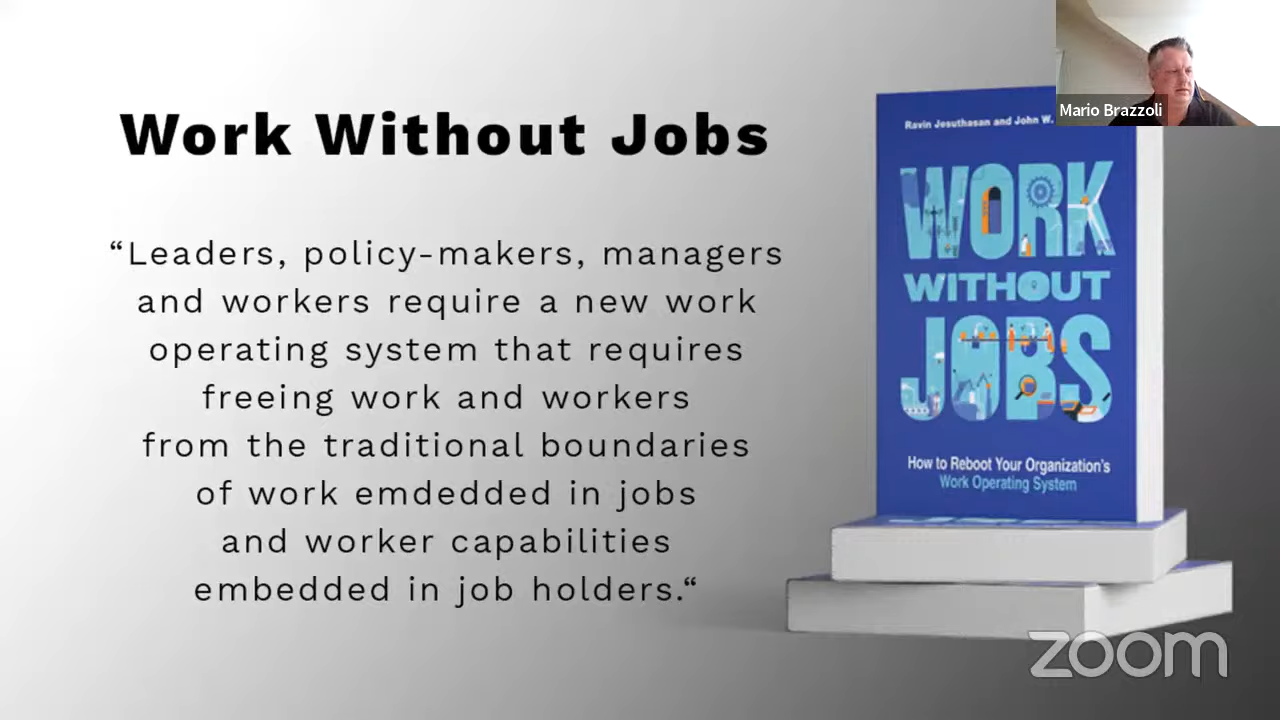 Work Without Jobs
“Leaders, policy-makers, managers
and workers require a new work
operating system that requires
freeing work and workers
from the traditional boundaries
of work emdedded in jobs
and worker capabilities
embedded in job holders.“
Mario Brazzoli
Ravin Jesuthasan and John W.
WORK
WITHOUT
JOBS
How to Reboot Your Organization's
Work Operating System
zoom